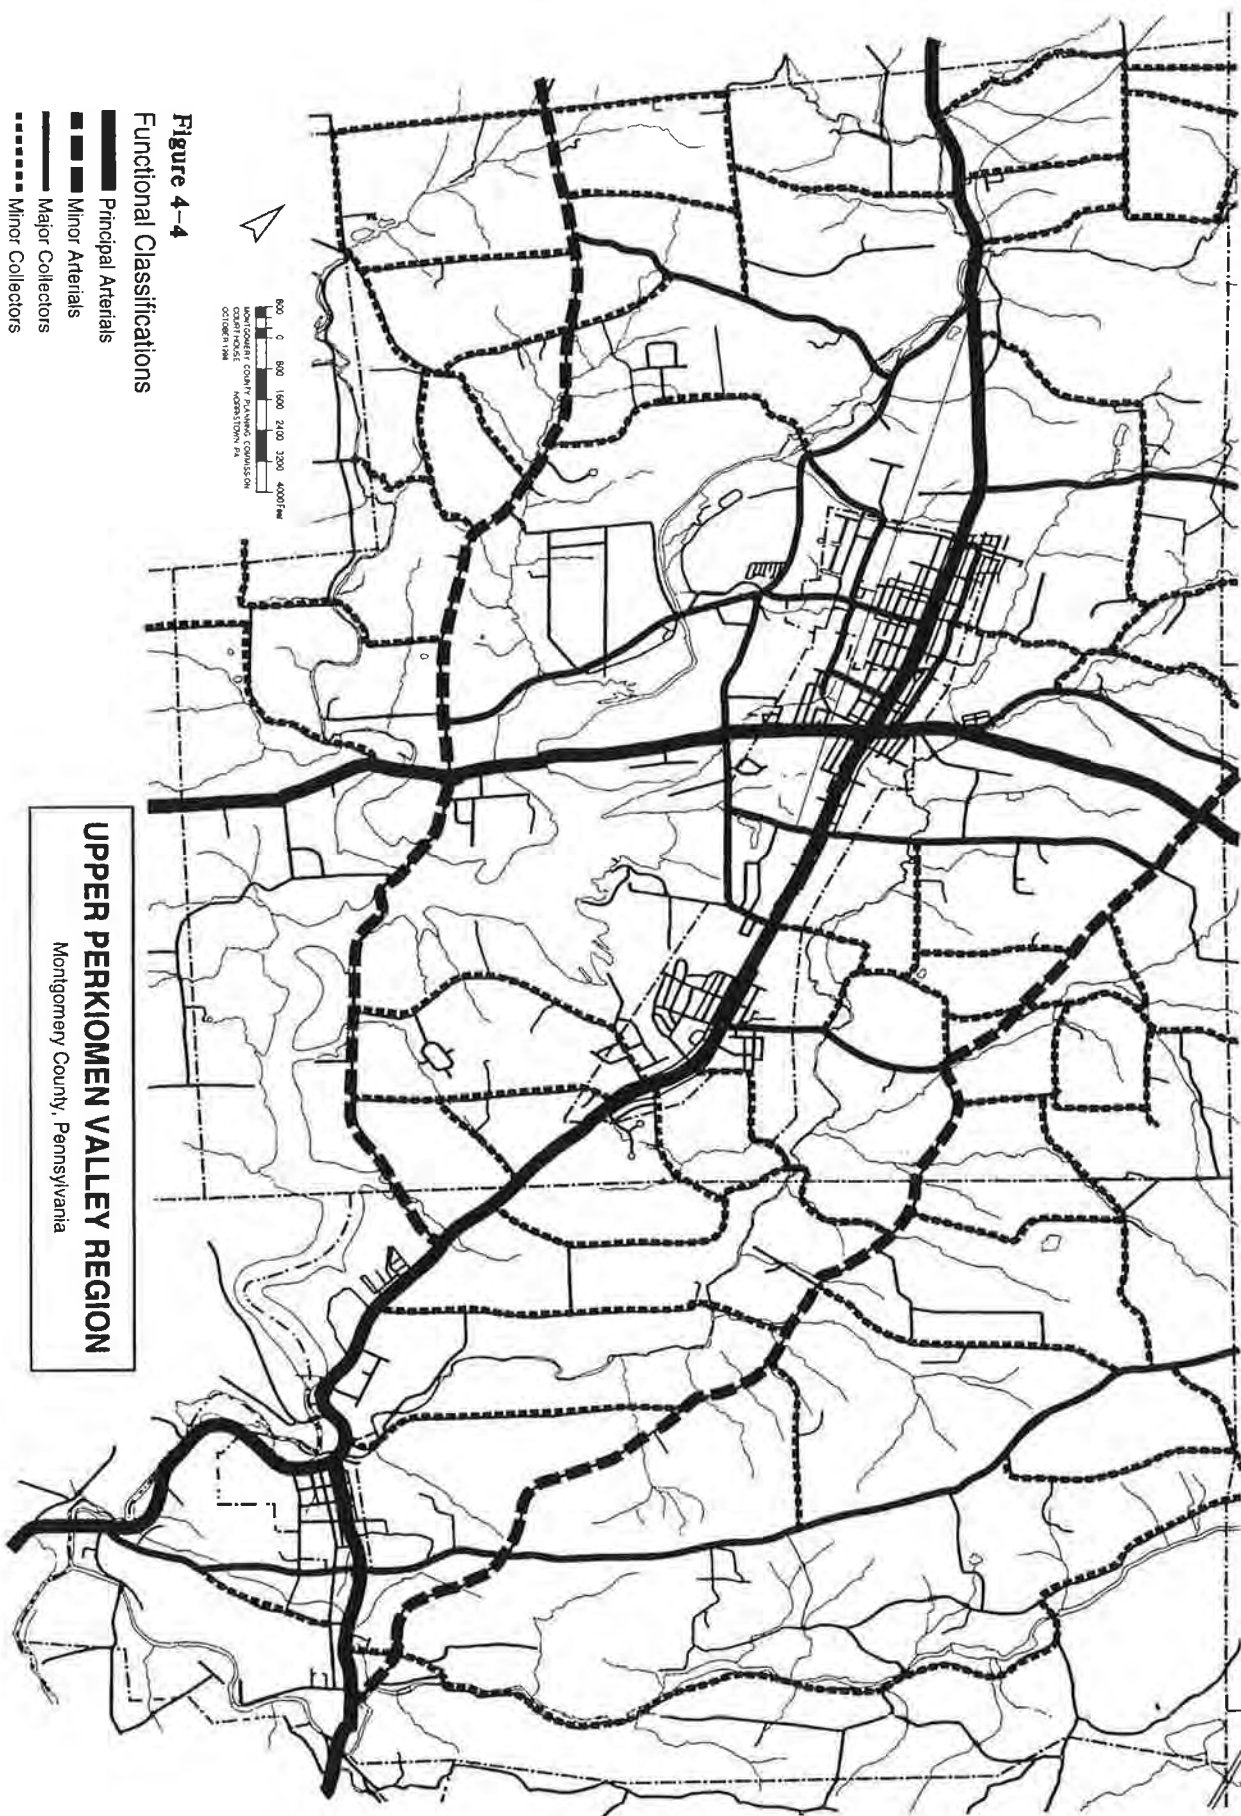 Figure 4-4
Functional Classifications
Principal Arterials
Minor Arterials
Major Collectors
Minor Collectors
800 0 800 1600 2400 3200 4000 Feet
MONTGOMERY COUNTY PLANNING COMMISSION
COURTHOUSE NORRISTOWN PA
UPPER PERKIOMEN VALLEY REGION
Montgomery County, Pennsylvania